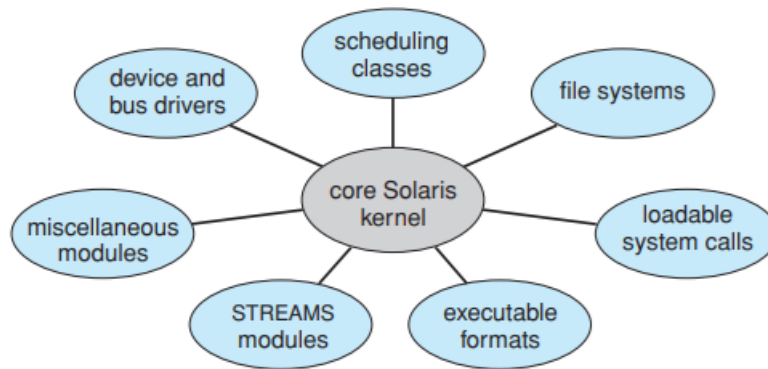 scheduling
classes
device and
bus drivers
file systems
core Solaris
kernel
miscellaneous
modules
loadable
system calls
STREAMS
modules
executable
formats